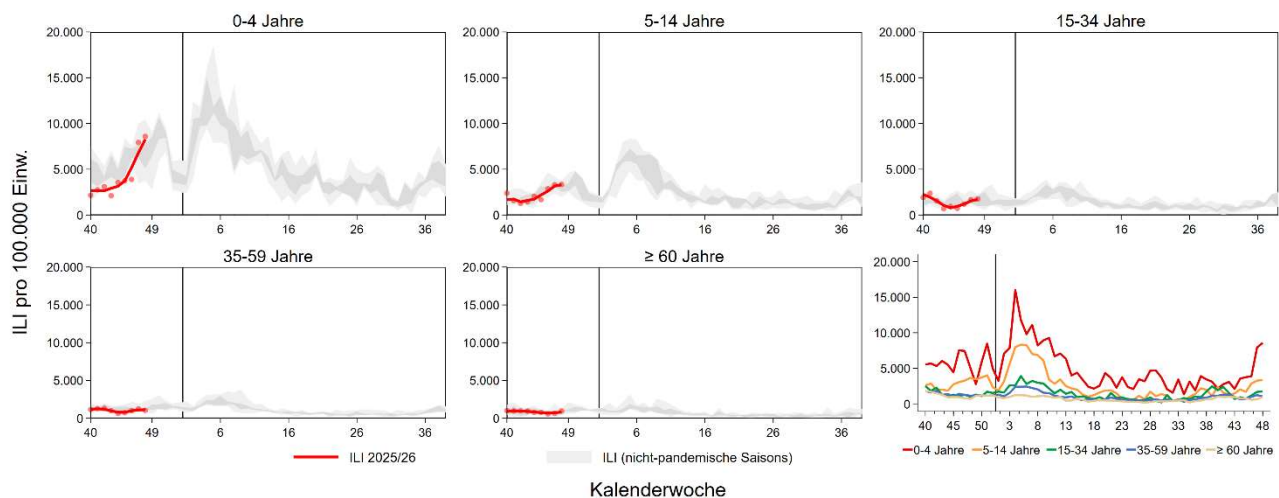 0-4 Jahre
20.000
15.000
10.000
5.000
0
40 49 6 16 26 36
5-14 Jahre
20.000
15.000
10.000
5.000
0
40 49 6 16 26 36
15-34 Jahre
20.000
15.000
10.000
5.000
0
40 49 6 16 26 36
ILI pro 100.000 Einw.
35-59 Jahre
20.000
15.000
10.000
5.000
0
40 49 6 16 26 36
≥ 60 Jahre
20.000
15.000
10.000
5.000
0
40 49 6 16 26 36
20.000
15.000
10.000
5.000
0
40 45 50 3 8 13 18 23 28 33 38 43 48
0-4 Jahre 5-14 Jahre 15-34 Jahre 35-59 Jahre ≥ 60 Jahre
ILI 2025/26 ILI (nicht-pandemische Saisons)
Kalenderwoche